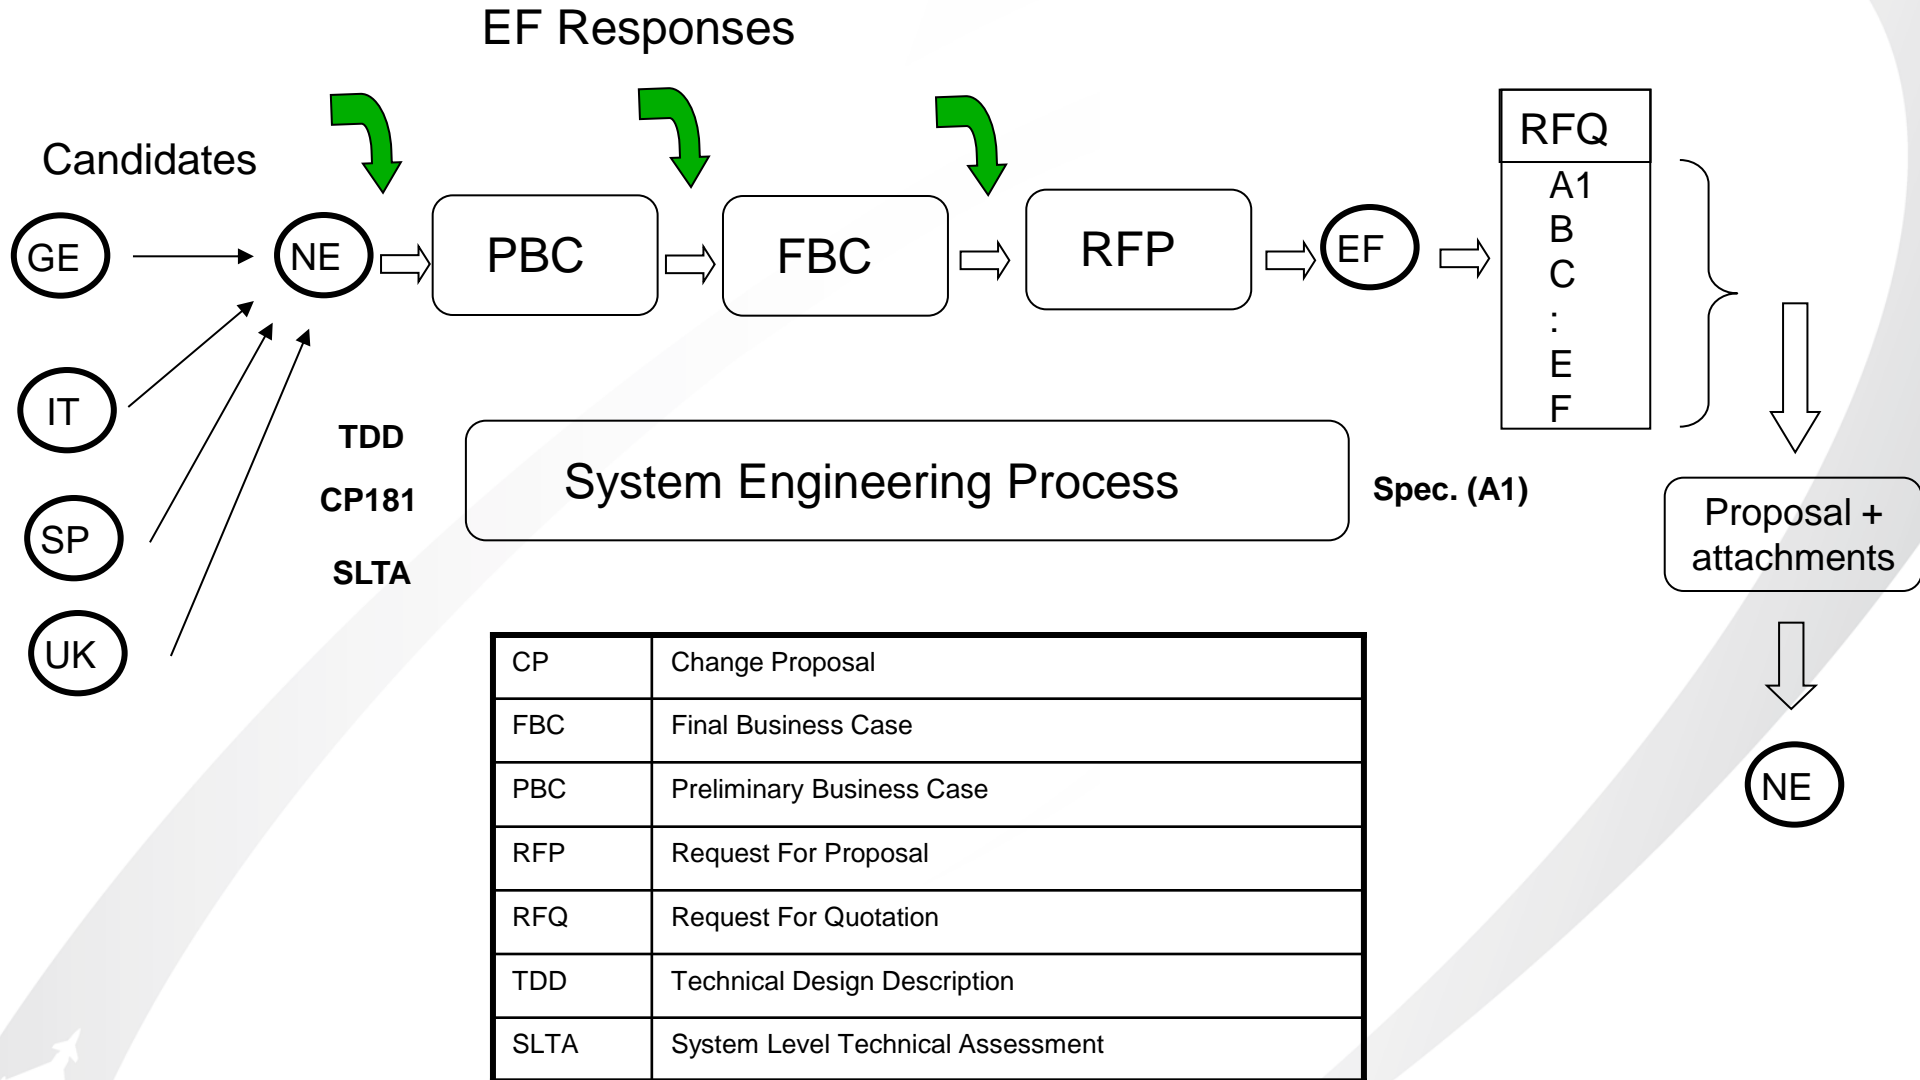 EF Responses
Candidates
GE
NE
PBC
FBC
RFP
EF
RFQ
A1
B
C
:
E
F
IT
SP
UK
TDD
CP181
SLTA
System Engineering Process
Spec. (A1)
Proposal +
attachments
NE
CP Change Proposal
FBC Final Business Case
PBC Preliminary Business Case
RFP Request For Proposal
RFQ Request For Quotation
TDD Technical Design Description
SLTA System Level Technical Assessment